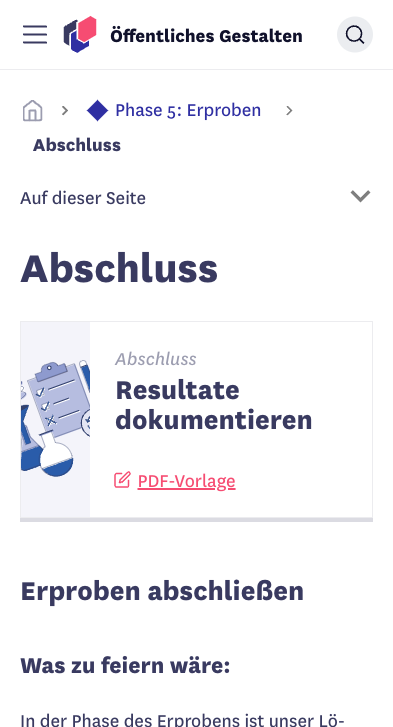 Öffentliches Gestalten
Phase 5: Erproben
Abschluss
Auf dieser Seite
Abschluss
Abschluss
Resultate
dokumentieren
PDF-Vorlage
Erproben abschließen
Was zu feiern wäre:
In der Phase des Erprobens ist unser Lö-